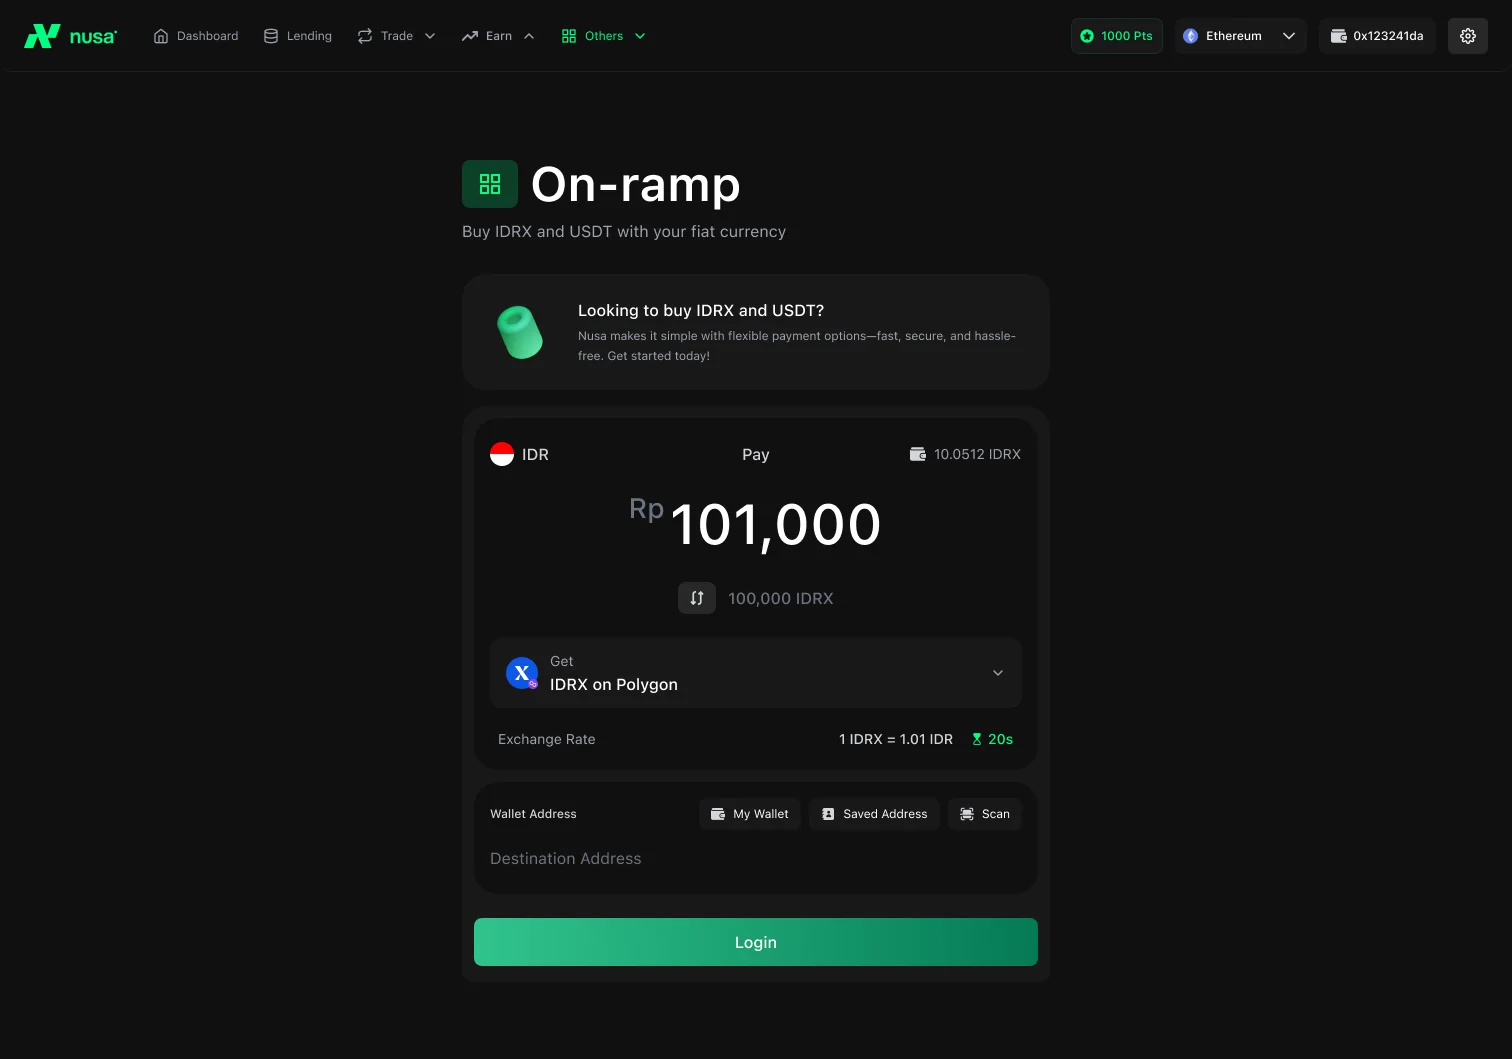 nusa
Dashboard
Lending
Trade
Earn
Others
1000 Pts
Ethereum
0x123241da
On-ramp
Buy IDRX and USDT with your fiat currency
Looking to buy IDRX and USDT?
Nusa makes it simple with flexible payment options—fast, secure, and hassle-
free. Get started today!
IDR
Pay
10.0512 IDRX
Rp 101,000
100,000 IDRX
X
Get
IDRX on Polygon
Exchange Rate
1 IDRX = 1.01 IDR
20s
Wallet Address
My Wallet
Saved Address
Scan
Destination Address
Login